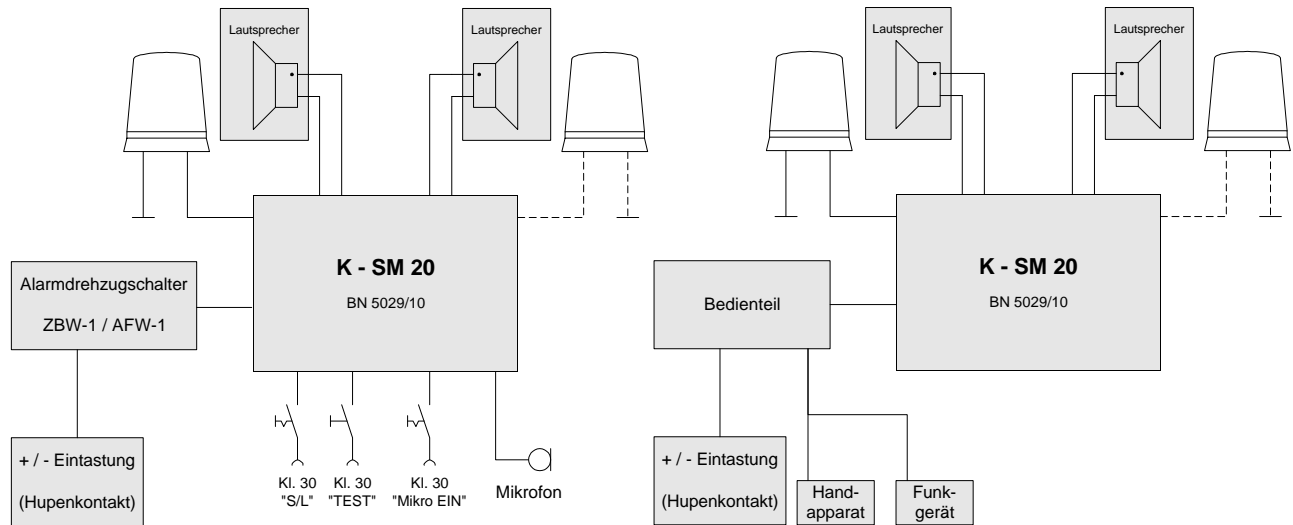 Lautsprecher
Lautsprecher
K - SM 20
BN 5029/10
Alarmdrehzugschalter
ZBW-1 / AFW-1
+ / - Eintastung
(Hupenkontakt)
Kl. 30
"S/L"
Kl. 30
"TEST"
Kl. 30
"Mikro EIN"
Mikrofon
Lautsprecher
Lautsprecher
K - SM 20
BN 5029/10
Bedienteil
+ / - Eintastung
(Hupenkontakt)
Hand-
apparat
Funk-
gerät